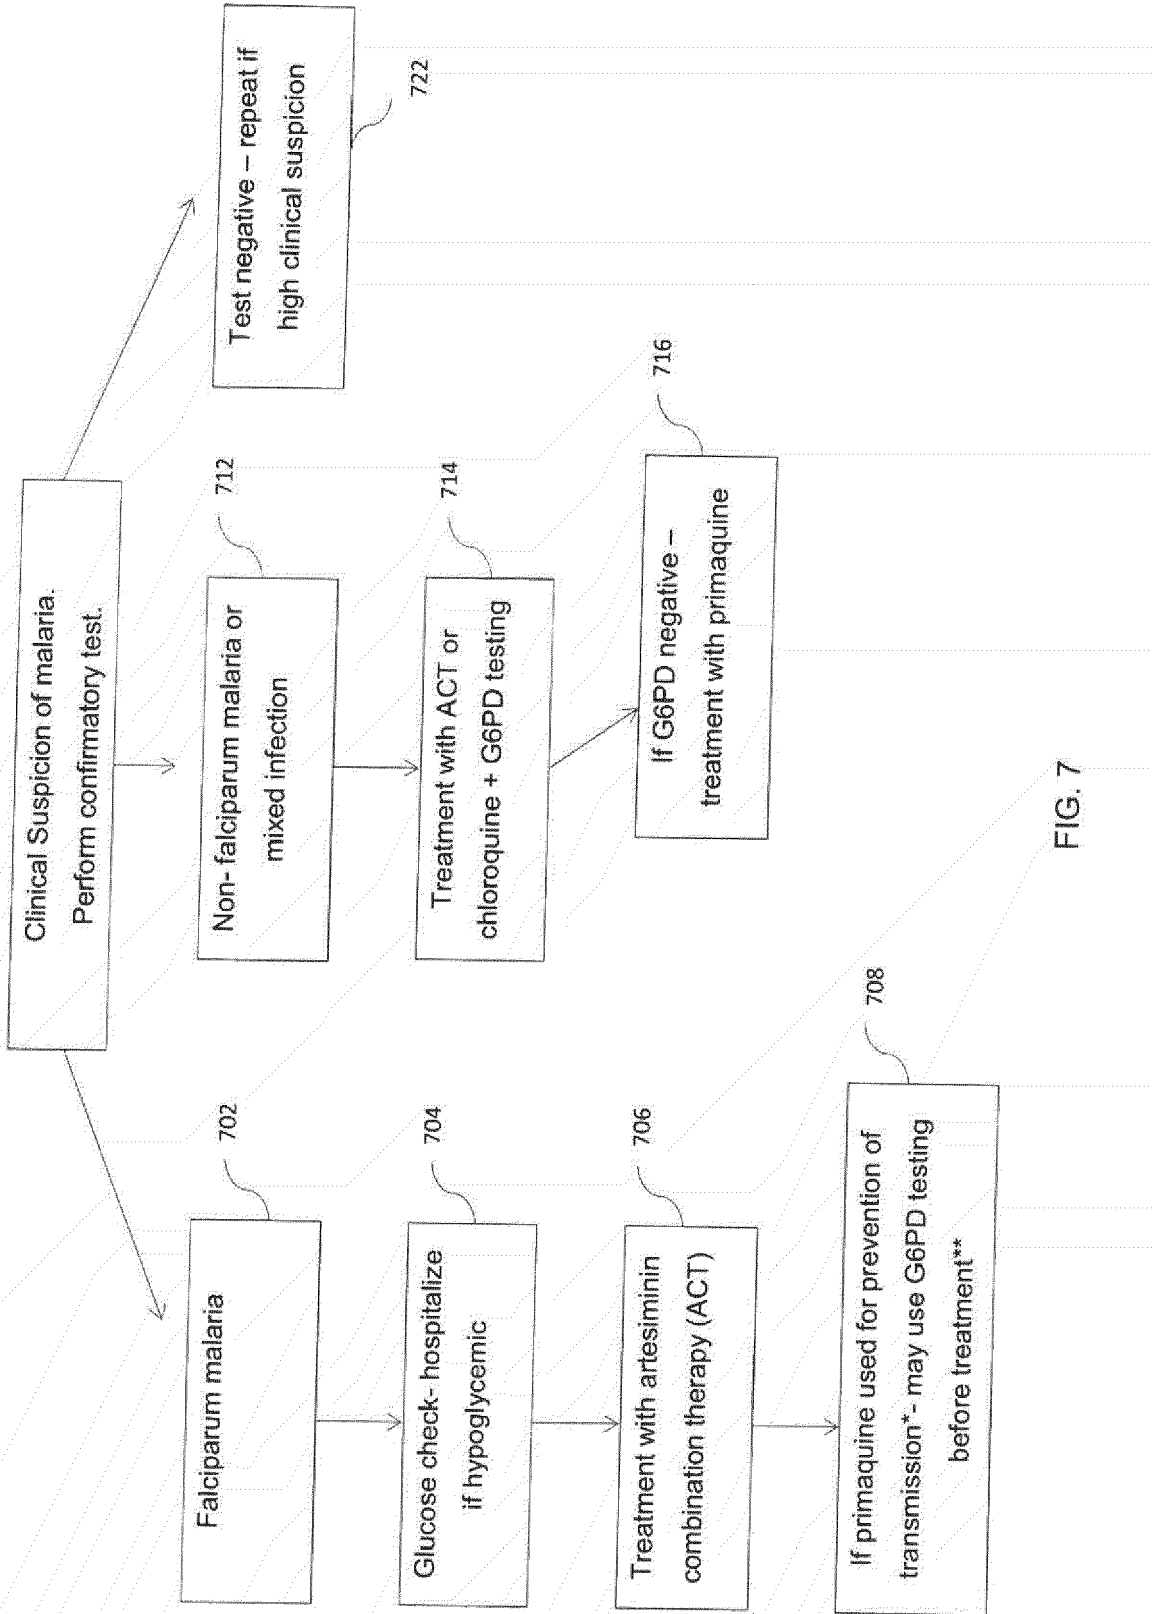 Clinical Suspicion of malaria.
Perform confirmatory test.
Falciparum malaria
702
Glucose check- hospitalize
if hypoglycemic
704
Treatment with artesiminin
combination therapy (ACT)
706
If primaquine used for prevention of
transmission*- may use G6PD testing
before treatment**
708
Non- falciparum malaria or
mixed infection
712
Treatment with ACT or
chloroquine + G6PD testing
714
If G6PD negative –
treatment with primaquine
716
Test negative – repeat if
high clinical suspicion
722
FIG. 7